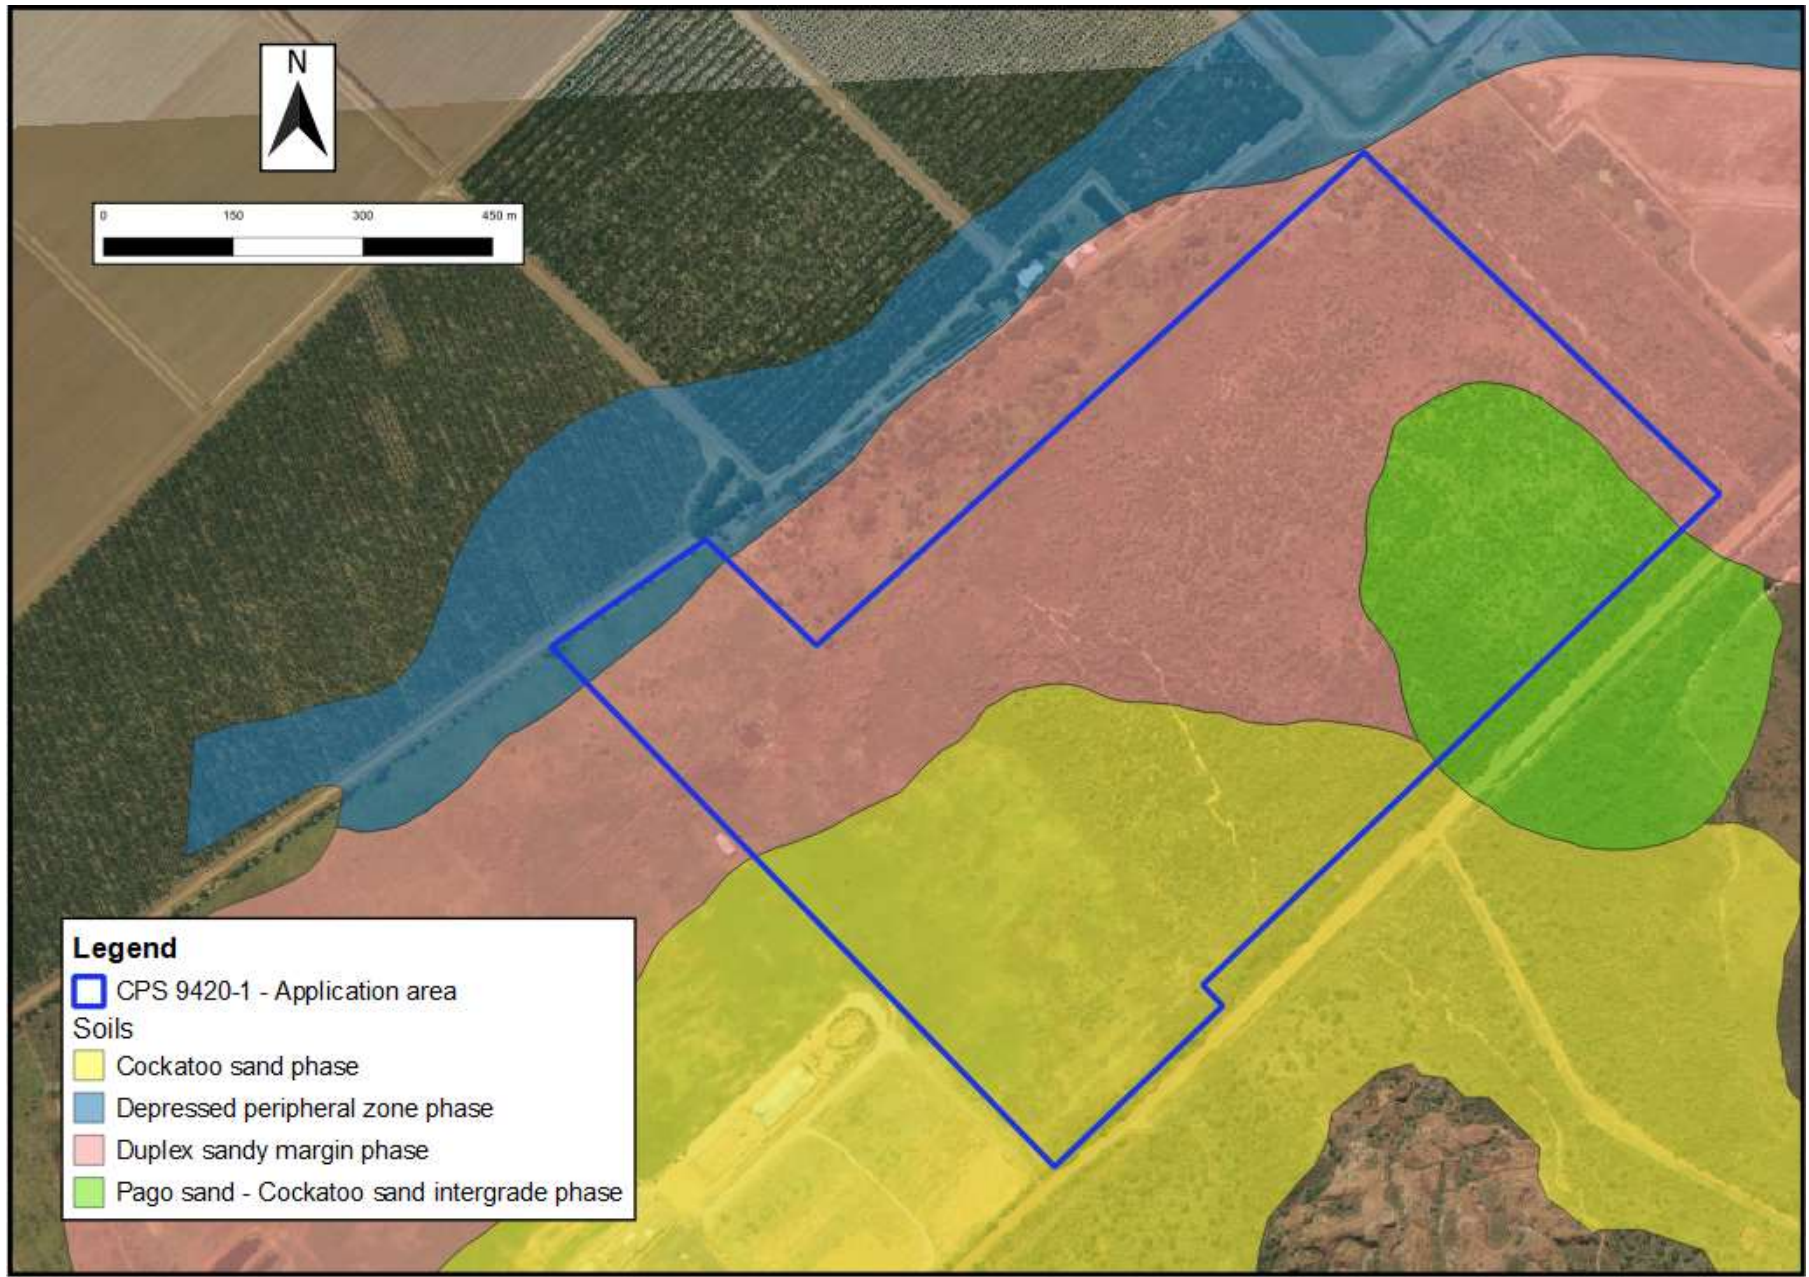 N
0 150 300 450 m
Legend
CPS 9420-1 - Application area
Soils
Cockatoo sand phase
Depressed peripheral zone phase
Duplex sandy margin phase
Pago sand - Cockatoo sand intergrade phase